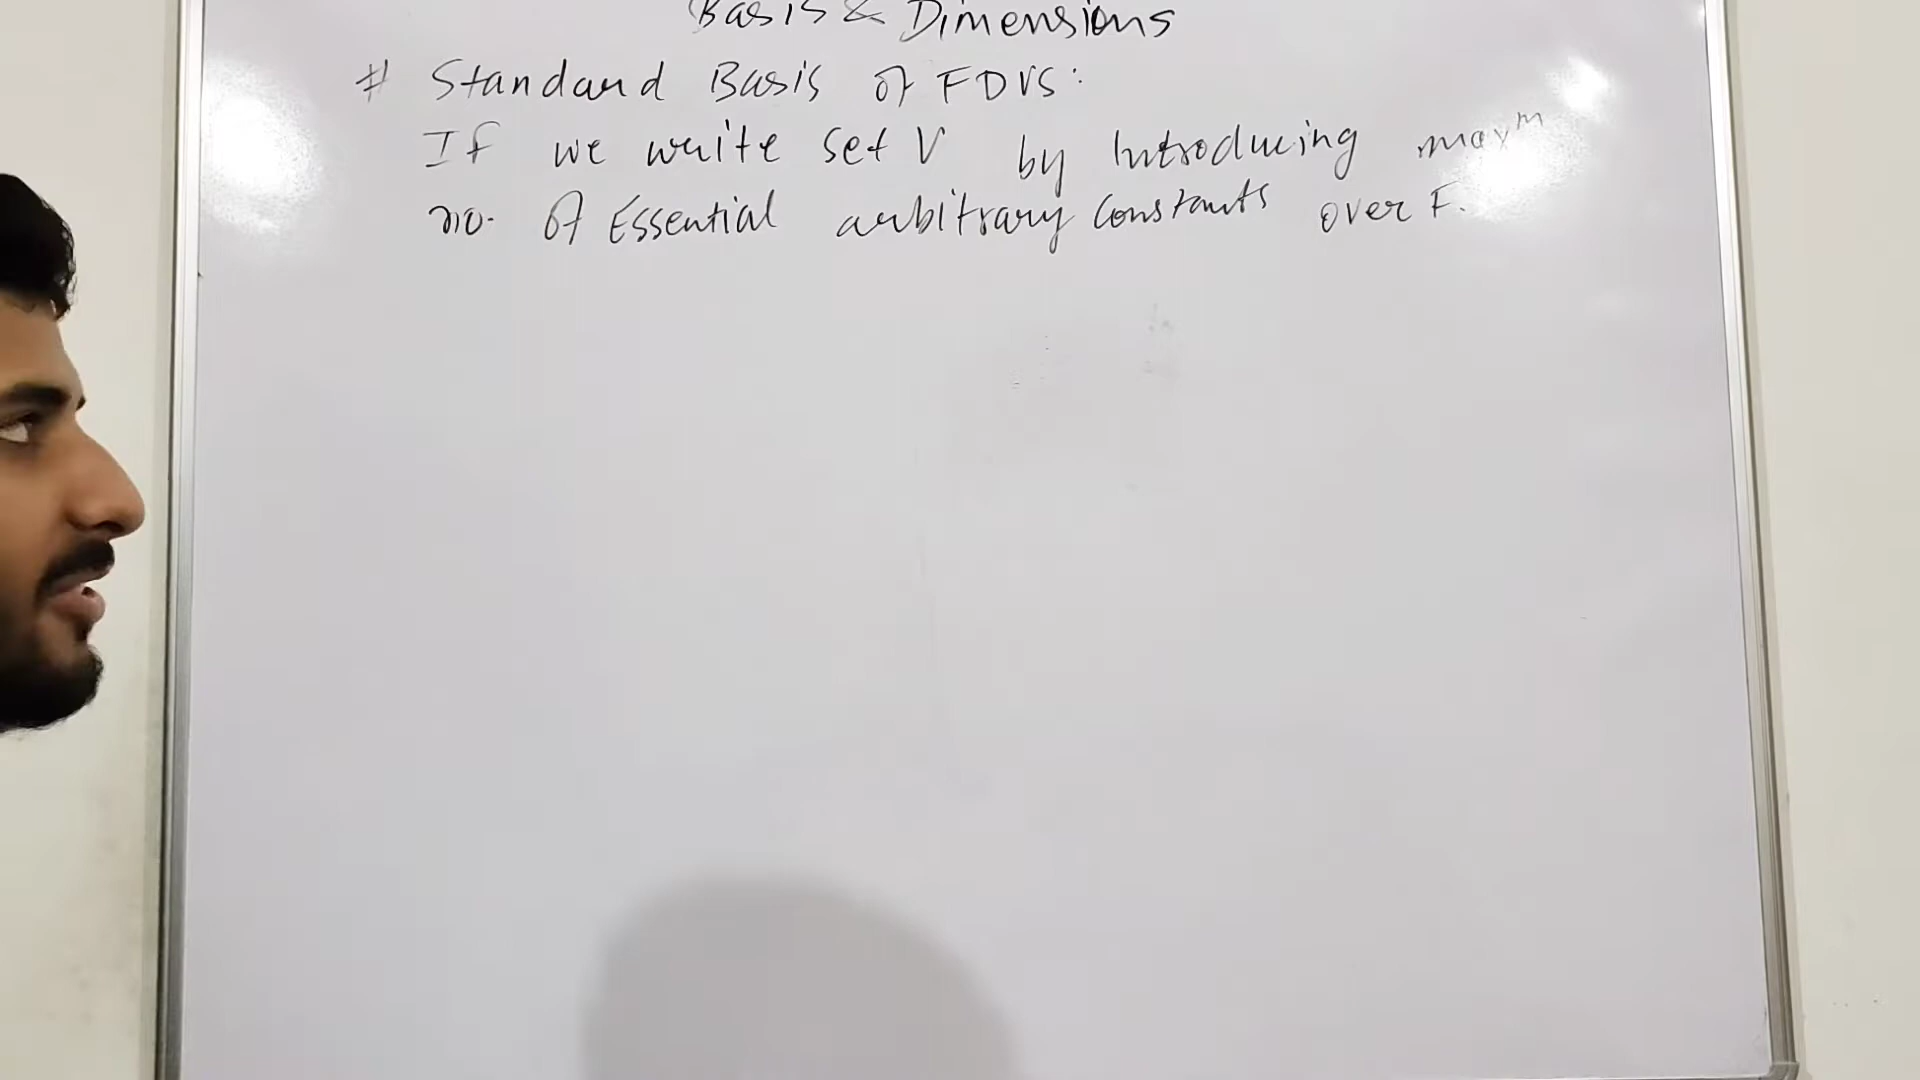 Basis & Dimensions
# Standard Basis of FDVS:
If we write set V by Introducing maxᵐ
no. of Essential arbitrary Constants over F.